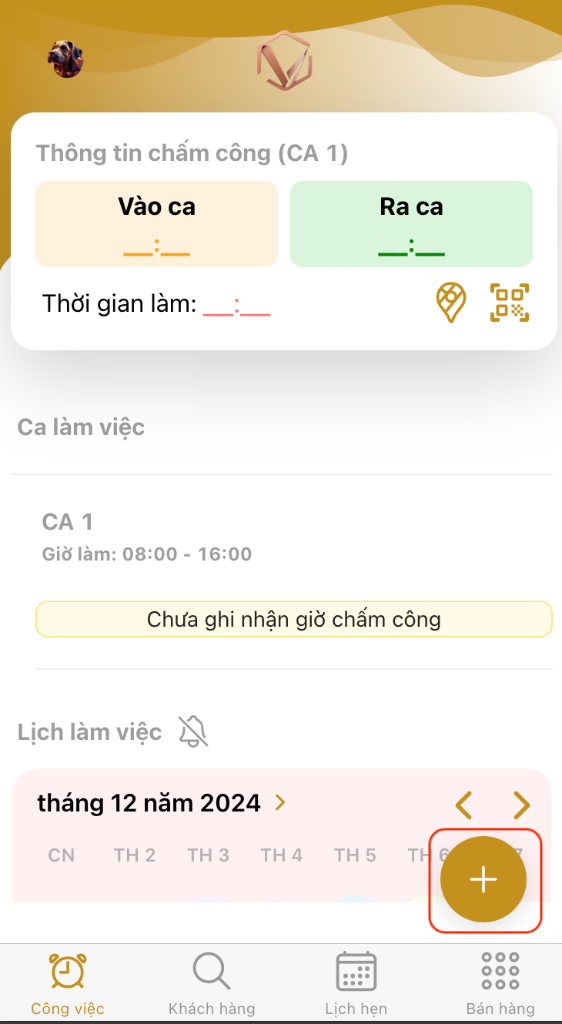 Thông tin chấm công (CA 1)
Vào ca
Ra ca
__:__
__:__
Thời gian làm: __:__
Ca làm việc
CA 1
Giờ làm: 08:00 - 16:00
Chưa ghi nhận giờ chấm công
Lịch làm việc
tháng 12 năm 2024
CN TH 2 TH 3 TH 4 TH 5 TH 6 7
Công việc Khách hàng Lịch hẹn Bán hàng